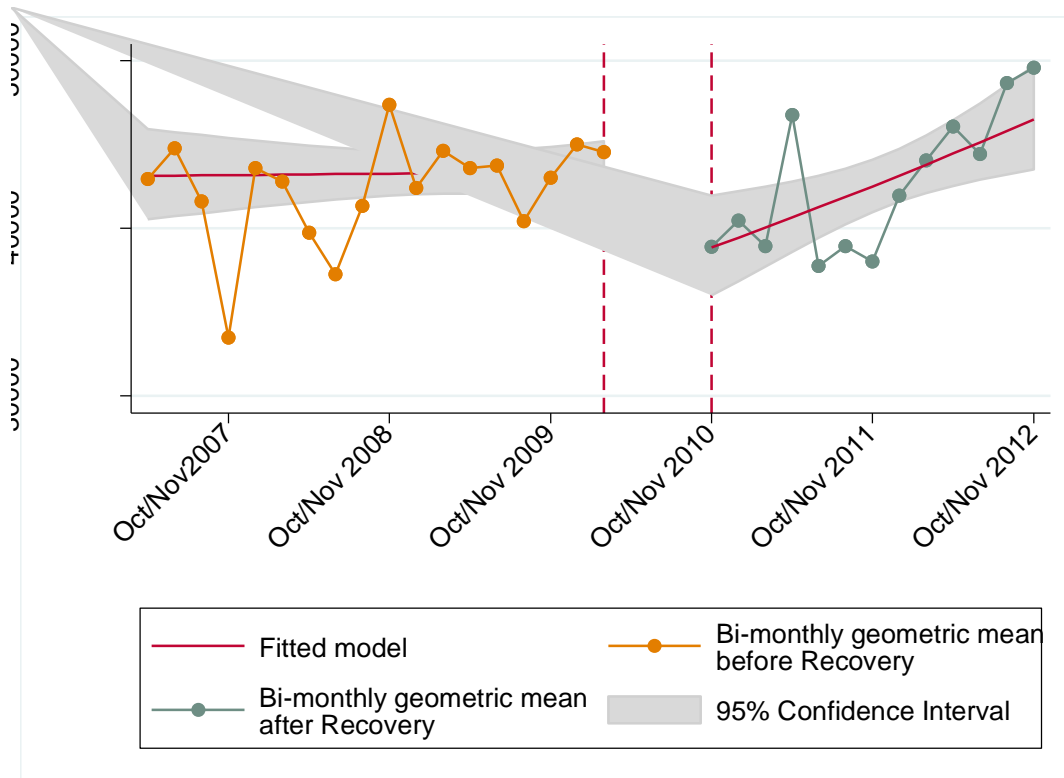 Oct/Nov2007
Oct/Nov 2008
Oct/Nov 2009
Oct/Nov 2010
Oct/Nov 2011
Oct/Nov 2012
Fitted model
Bi-monthly geometric mean
before Recovery
Bi-monthly geometric mean
after Recovery
95% Confidence Interval